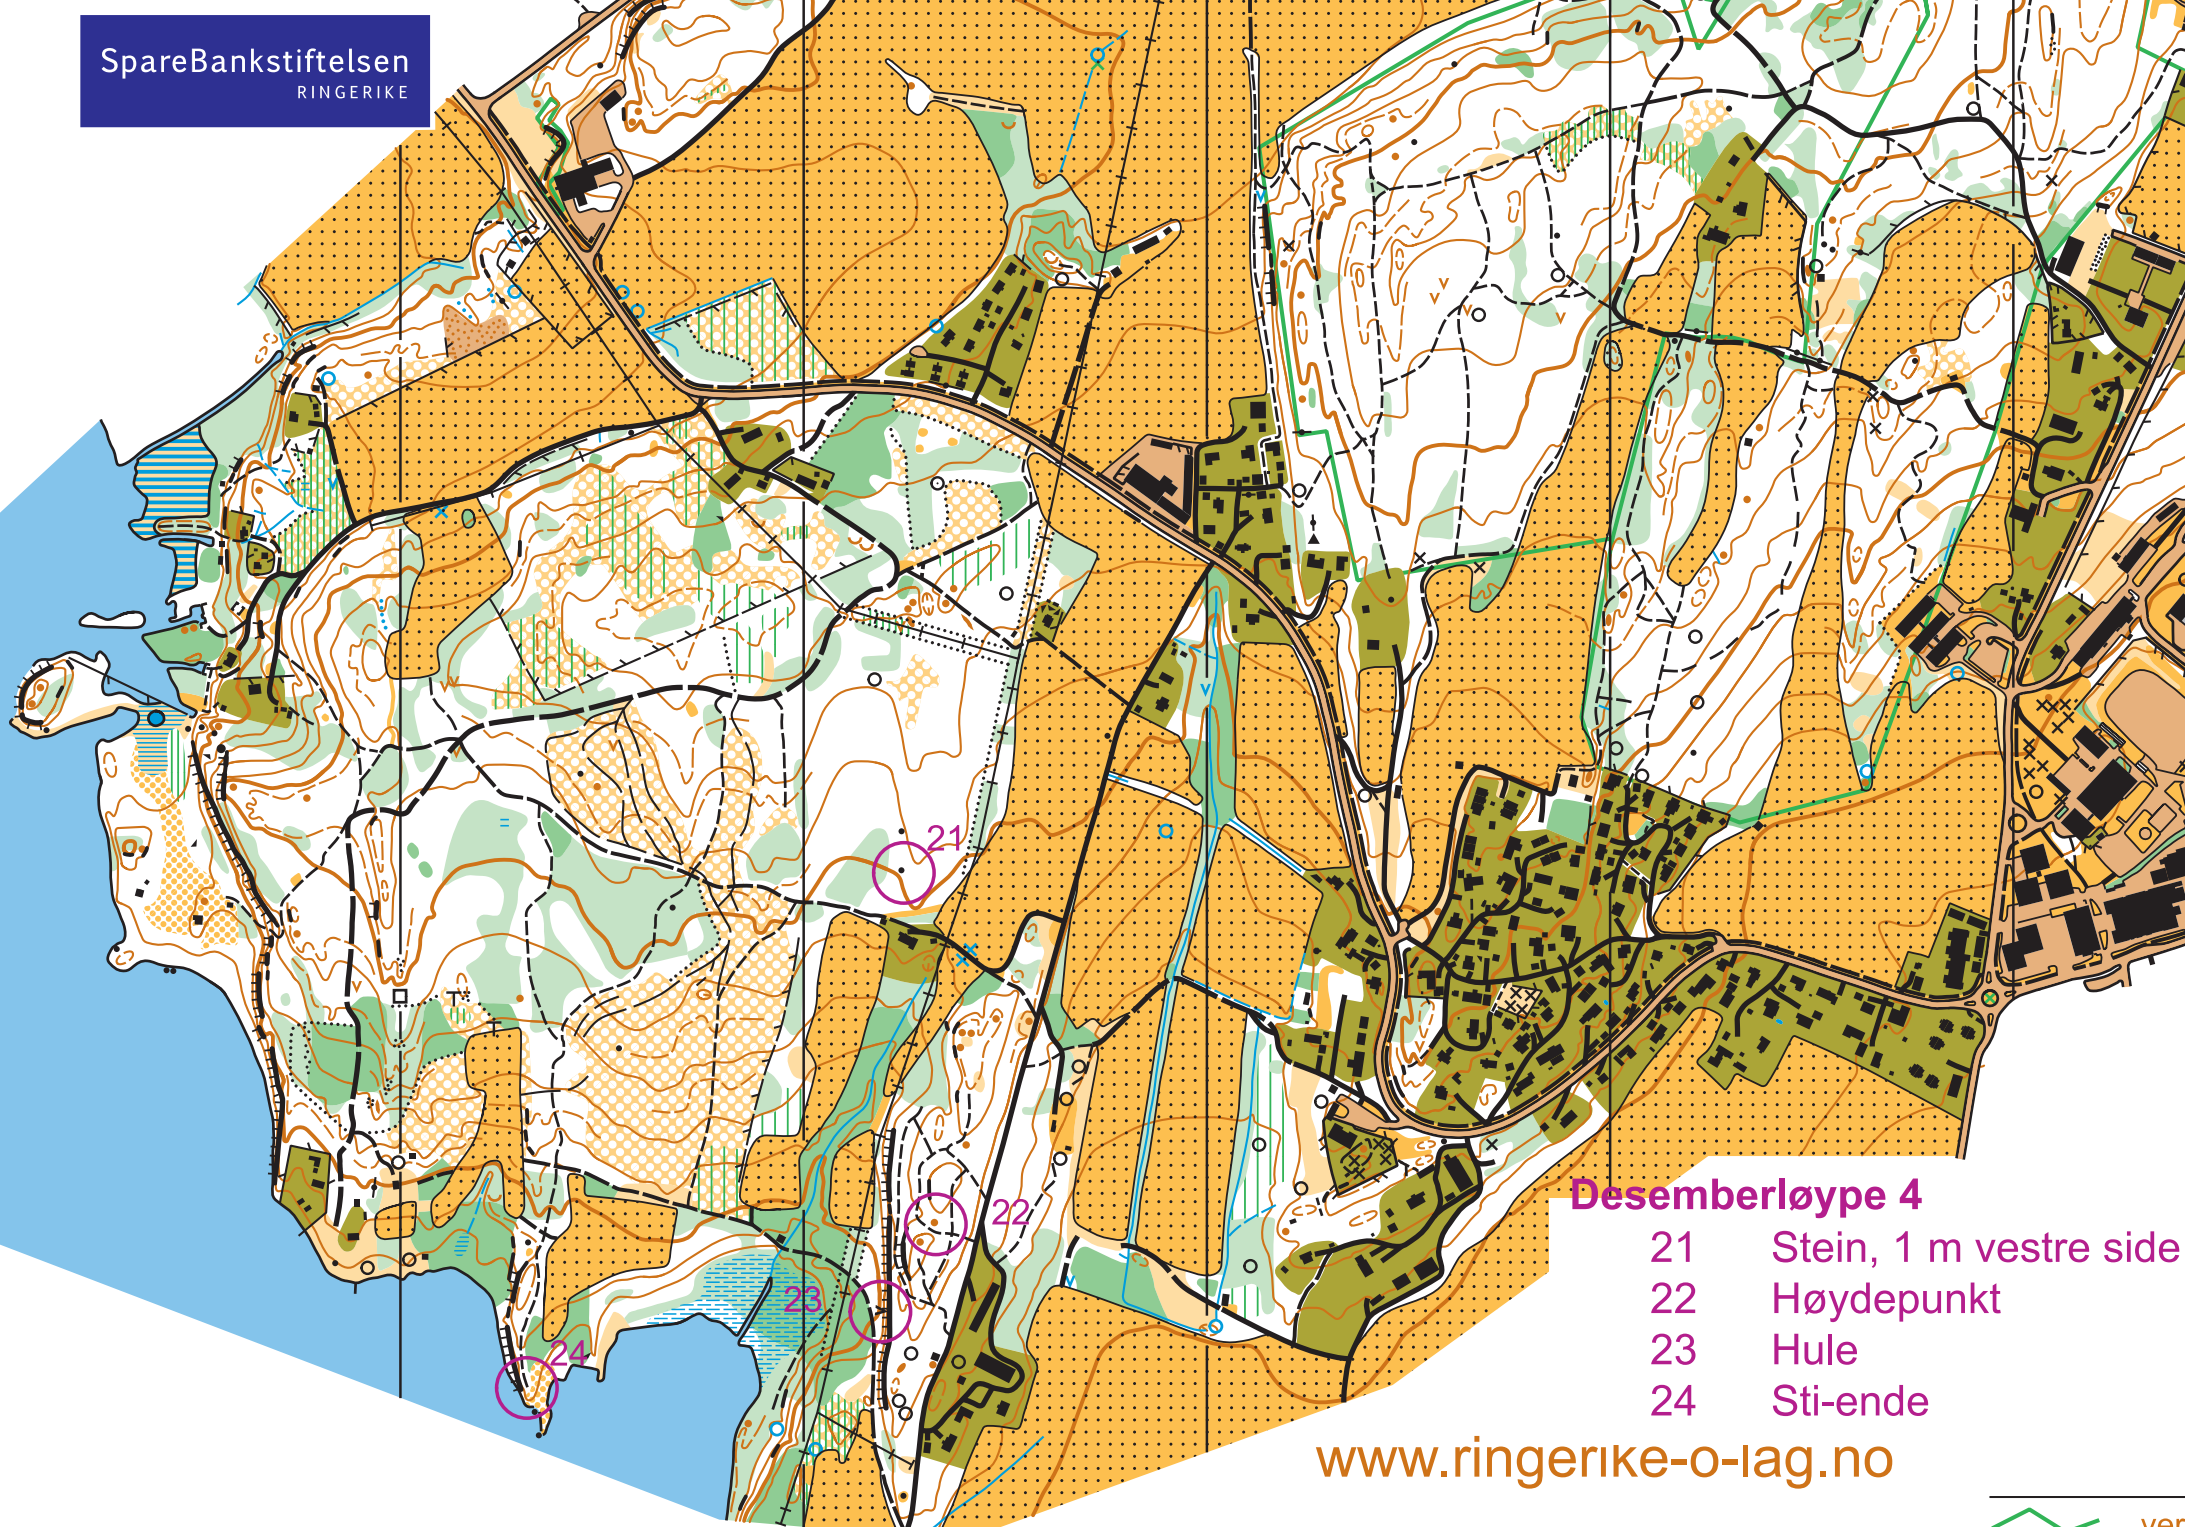 SpareBankstiftelsen
RINGERIKE
21
22
23
24
Desemberløype 4
21 Stein, 1 m vestre side
22 Høydepunkt
23 Hule
24 Sti-ende
www.ringerike-o-lag.no